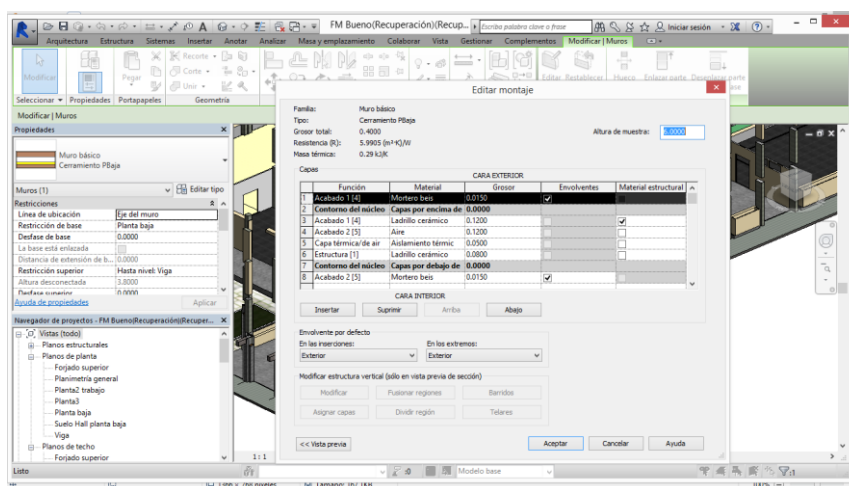 FM Bueno(Recuperación)(Recup... Escriba palabra clave o frase Iniciar sesión
Arquitectura Estructura Sistemas Insertar Anotar Analizar Mesa y emplazamiento Colaborar Vista Gestionar Complementos Modificar | Muros
Modificar Pegar Recorte Cortar Unir Editar Restablecer Hueco Enlazar parte Desenlazar parte
Seleccionar Propiedades Portapapeles Geometría
Modificar | Muros
Propiedades
Muro básico
Cerramiento PBaja
Muros (1) Editar tipo
Restricciones
Línea de ubicación Eje del muro
Restricción de base Planta baja
Desfase de base 0.0000
La base está enlazada
Distancia de extensión de b... 0.0000
Restricción superior Hasta nivel: Viga
Altura desconectada 3.8000
Desfase superior 0.0000
Ayuda de propiedades Aplicar
Navegador de proyectos - FM Bueno(Recuperación)(Recuper...
Vistas (todo)
Planos estructurales
Planos de planta
Forjado superior
Planimetría general
Planta2 trabajo
Planta3
Planta baja
Suelo Hall planta baja
Viga
Planos de techo
Forjado superior
Editar montaje
Familia: Muro básico
Tipo: Cerramiento PBaja
Grosor total: 0.4000 Altura de muestra: 6.0000
Resistencia (R): 5.9905 (m²·K)/W
Masa térmica: 0.29 kJ/K
Capas
CARA EXTERIOR
Función Material Grosor Envolventes Material estructural
1 Acabado 1 [4] Mortero beis 0.0150
2 Contorno del núcleo Capas por encima de 0.0000
3 Acabado 1 [4] Ladrillo cerámico 0.1200
4 Acabado 2 [5] Aire 0.1200
5 Capa térmica/de air Aislamiento térmic 0.0500
6 Estructura [1] Ladrillo cerámico 0.0800
7 Contorno del núcleo Capas por debajo de 0.0000
8 Acabado 2 [5] Mortero beis 0.0150
CARA INTERIOR
Insertar Suprimir Arriba Abajo
Envolvente por defecto
En las inserciones: En los extremos:
Exterior Exterior
Modificar estructura vertical (sólo en vista previa de sección)
Modificar Fusionar regiones Barridos
Asignar capas Dividir región Telares
<< Vista previa Aceptar Cancelar Ayuda
1 : 1
Listo :0 Modelo base :1